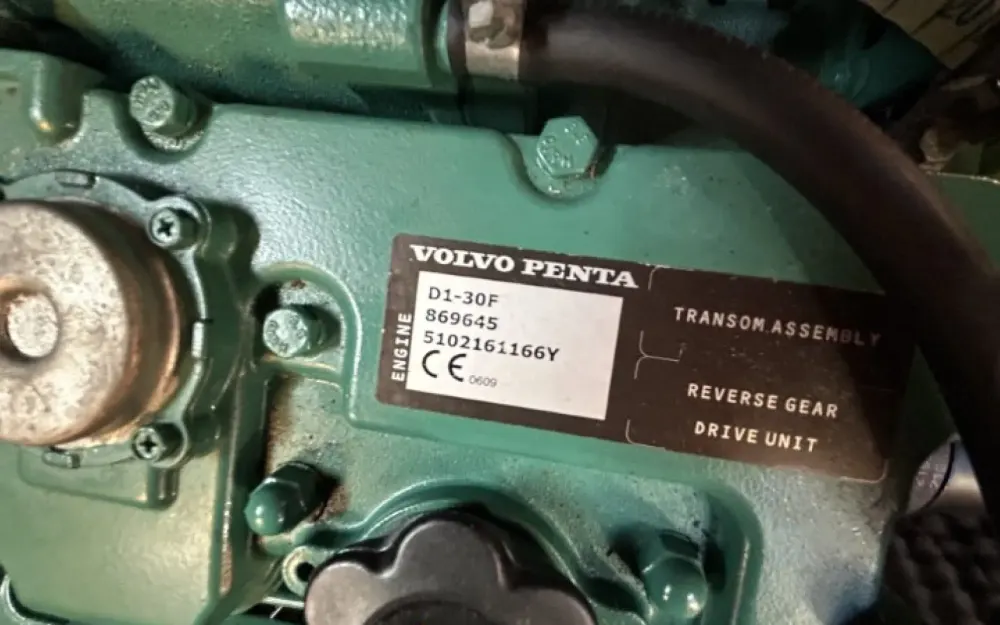 VOLVO PENTA
ENGINE
D1-30F
869645
5102161166Y
CE 0609
TRANSOM ASSEMBLY
REVERSE GEAR
DRIVE UNIT